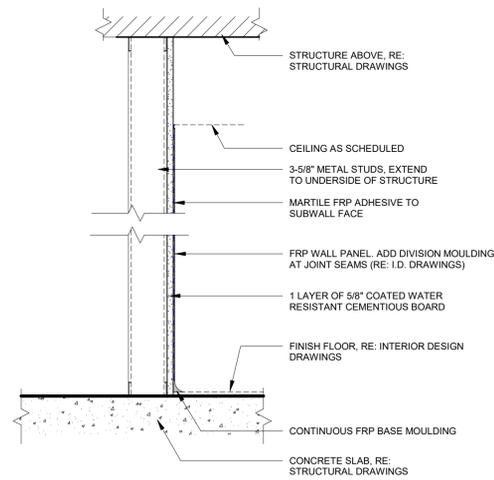 STRUCTURE ABOVE, RE:
STRUCTURAL DRAWINGS
CEILING AS SCHEDULED
3-5/8" METAL STUDS, EXTEND
TO UNDERSIDE OF STRUCTURE
MARTILE FRP ADHESIVE TO
SUBWALL FACE
FRP WALL PANEL. ADD DIVISION MOULDING
AT JOINT SEAMS (RE: I.D. DRAWINGS)
1 LAYER OF 5/8" COATED WATER
RESISTANT CEMENTIOUS BOARD
FINISH FLOOR, RE: INTERIOR DESIGN
DRAWINGS
CONTINUOUS FRP BASE MOULDING
CONCRETE SLAB, RE:
STRUCTURAL DRAWINGS